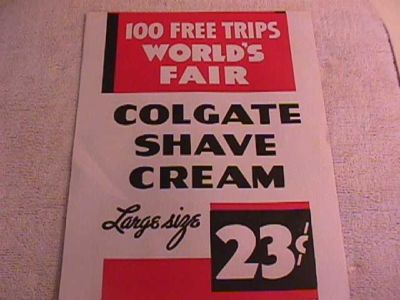 100 FREE TRIPS
WORLD'S
FAIR
COLGATE
SHAVE
CREAM
Large size
23¢